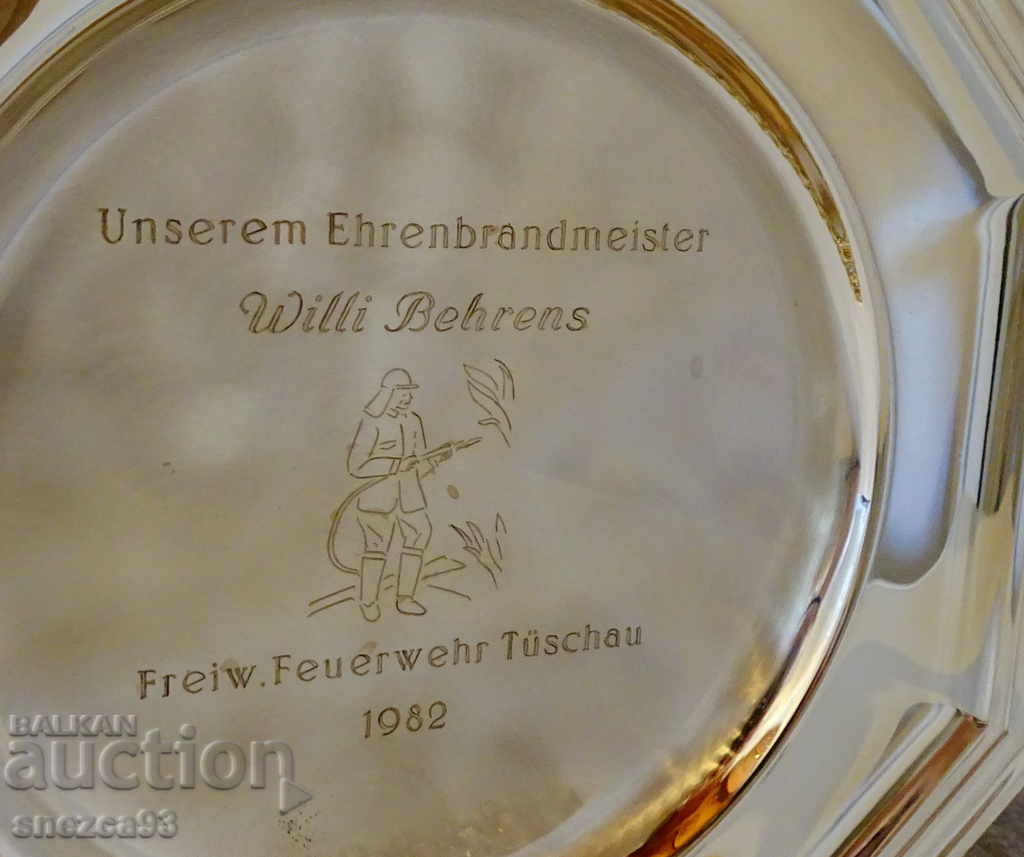 Unserem Ehrenbrandmeister
Willi Behrens
Freiw. Feuerwehr Tüschau
1982
BALKAN
auction
snezca93